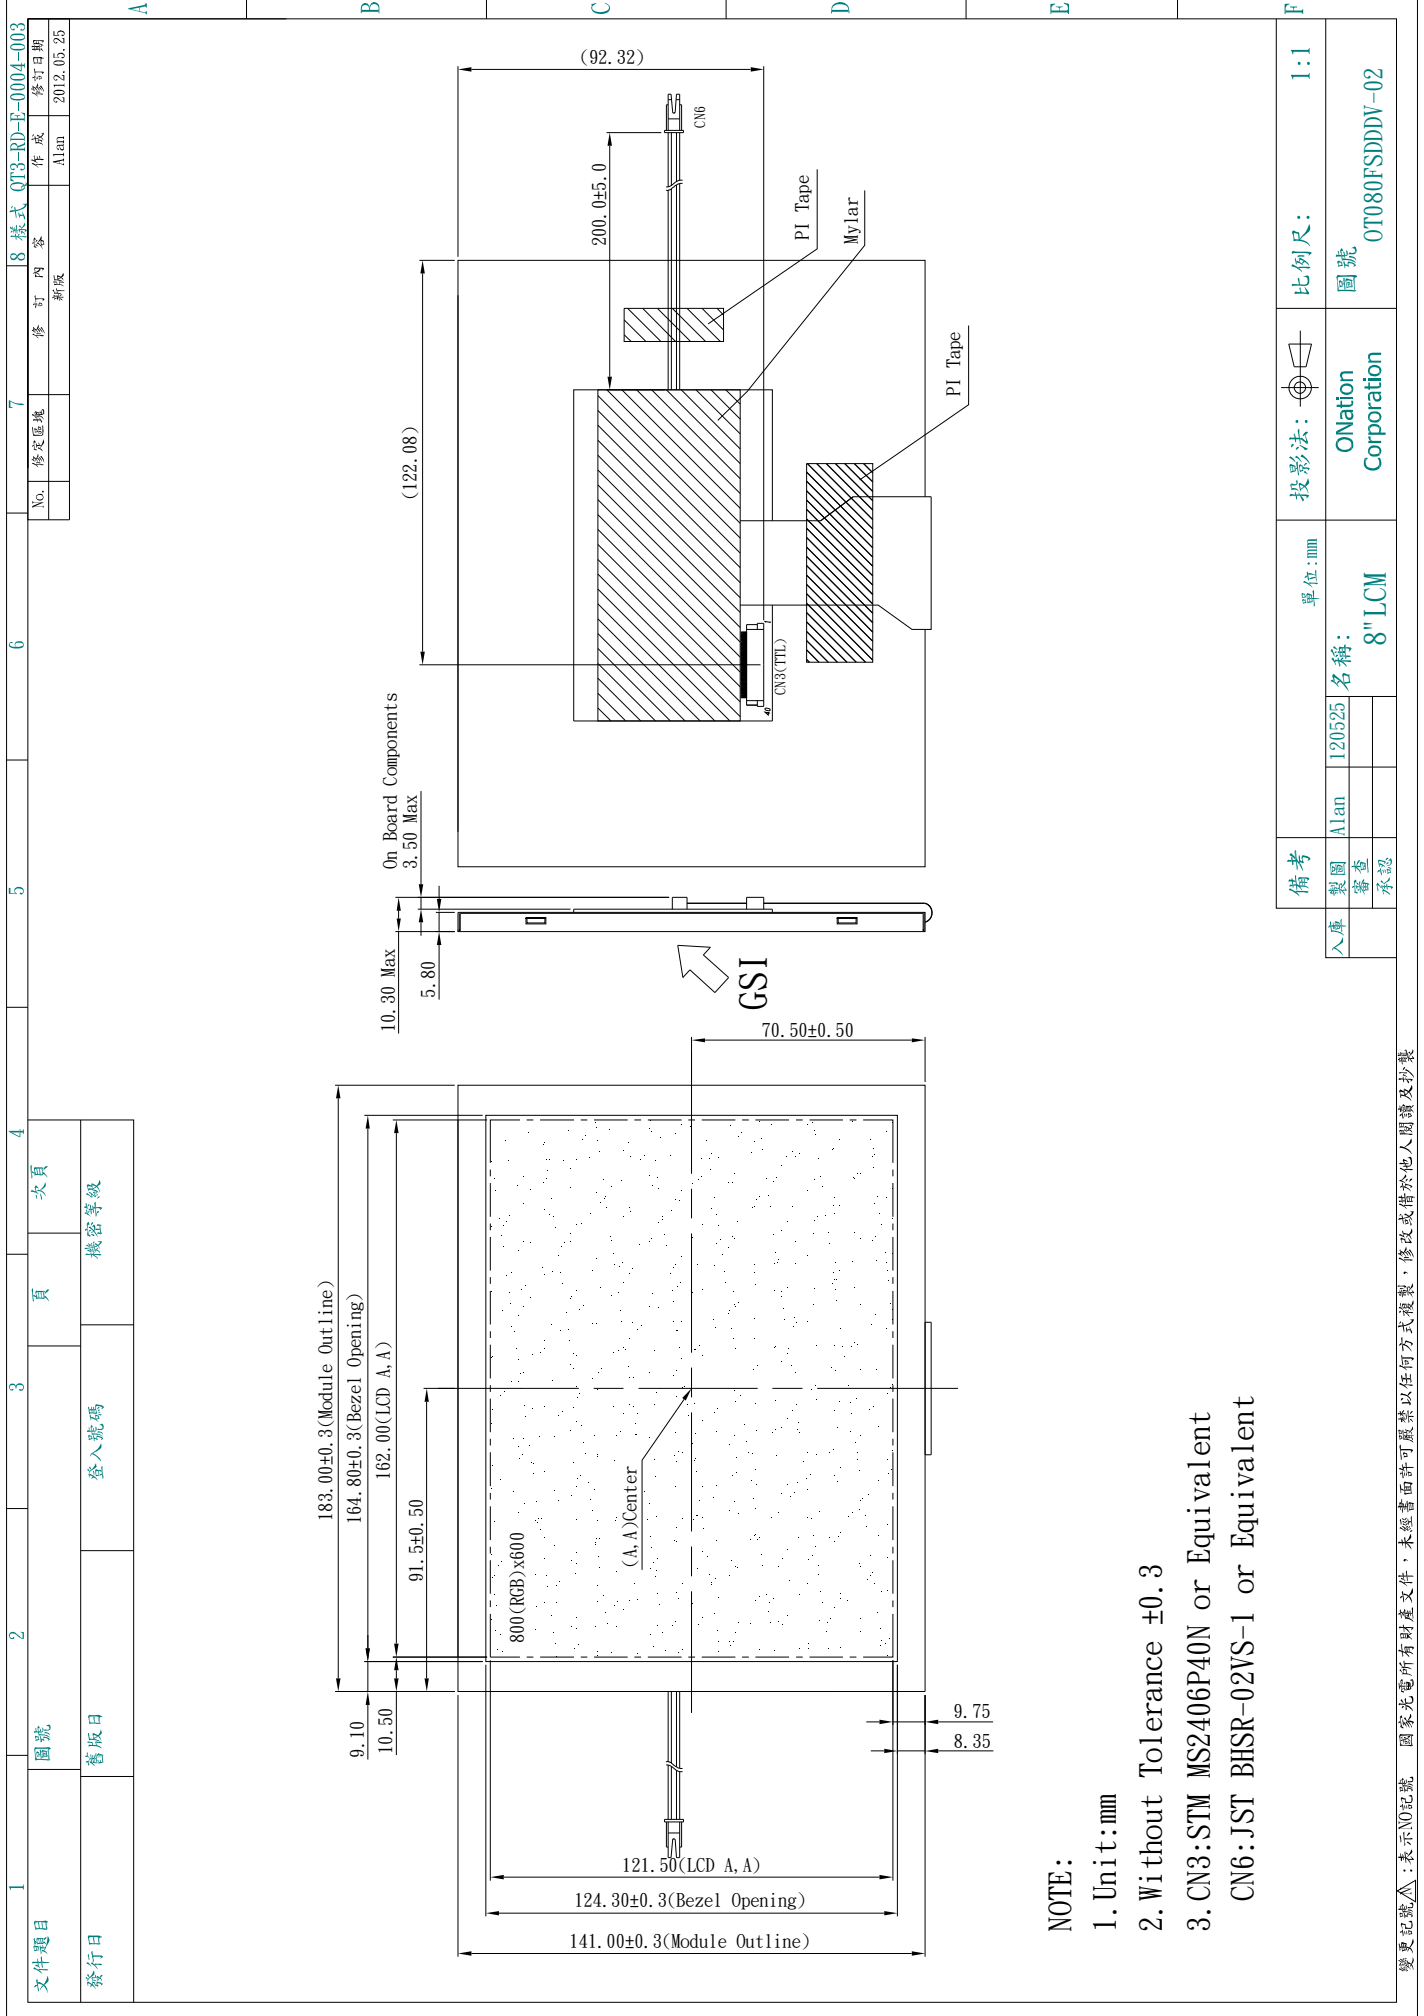 1
2
3
4
5
6
7
8 樣式 QT3-RD-E-0004-003
A
B
C
D
E
F
文件題目
圖號
頁
次頁
發行日
舊版日
登入號碼
機密等級
No.
修定區塊
修 訂 內 容
作 成
修訂日期
新版
Alan
2012.05.25
183.00±0.3(Module Outline)
164.80±0.3(Bezel Opening)
162.00(LCD A,A)
91.5±0.50
9.10
10.50
800(RGB)x600
(A,A)Center
70.50±0.50
9.75
8.35
121.50(LCD A,A)
124.30±0.3(Bezel Opening)
141.00±0.3(Module Outline)
10.30 Max
5.80
On Board Components
3.50 Max
GSI
(122.08)
(92.32)
200.0±5.0
CN6
PI Tape
Mylar
PI Tape
CN3(TTL)
40
1
NOTE:
1.Unit:mm
2.Without Tolerance ±0.3
3.CN3:STM MS2406P40N or Equivalent
CN6:JST BHSR-02VS-1 or Equivalent
備考
單位:mm
投影法:
比例尺:
1:1
入庫
製圖
Alan
120525
審查
承認
名稱:
8"LCM
ONation
Corporation
圖號
OT080FSDDDV-02
變更記號 N :表示NO記號
國家光電所有財產文件，未經書面許可嚴禁以任何方式複製，修改或借於他人閱讀及抄襲